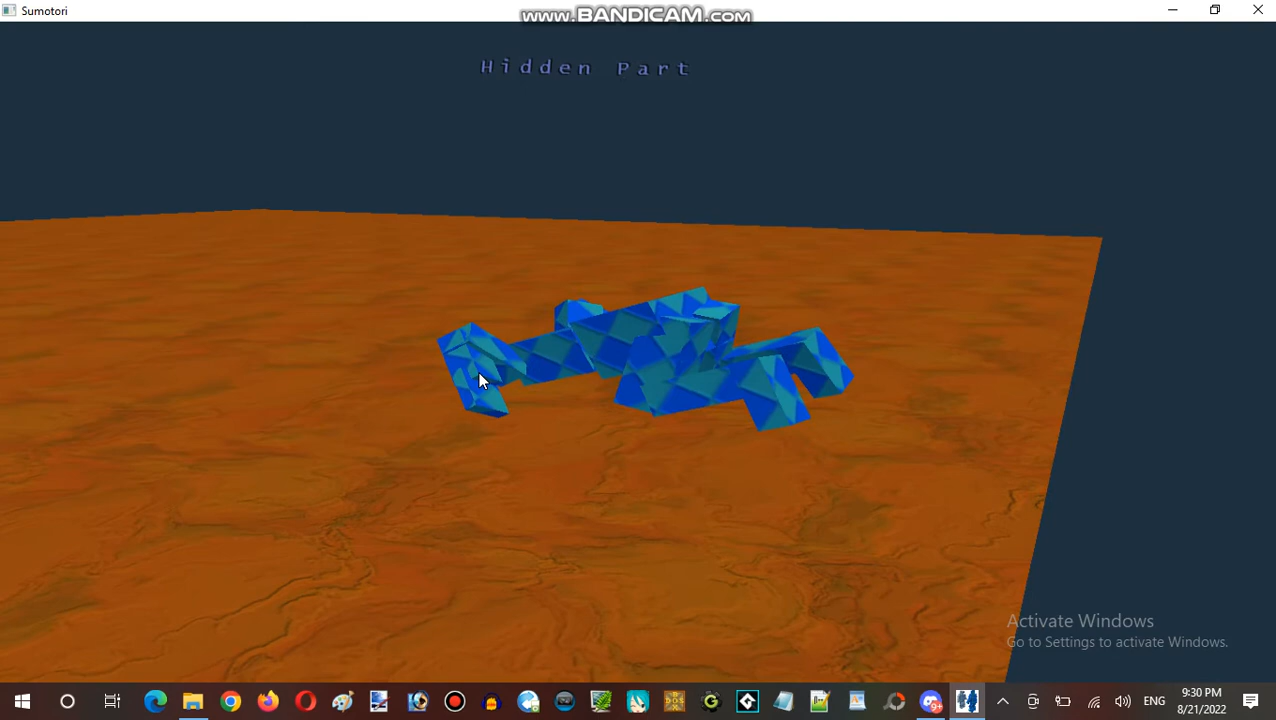 Sumotori
www.BANDICAM.com
Hidden Part
Activate Windows
Go to Settings to activate Windows.
9+
ENG
9:30 PM
8/21/2022